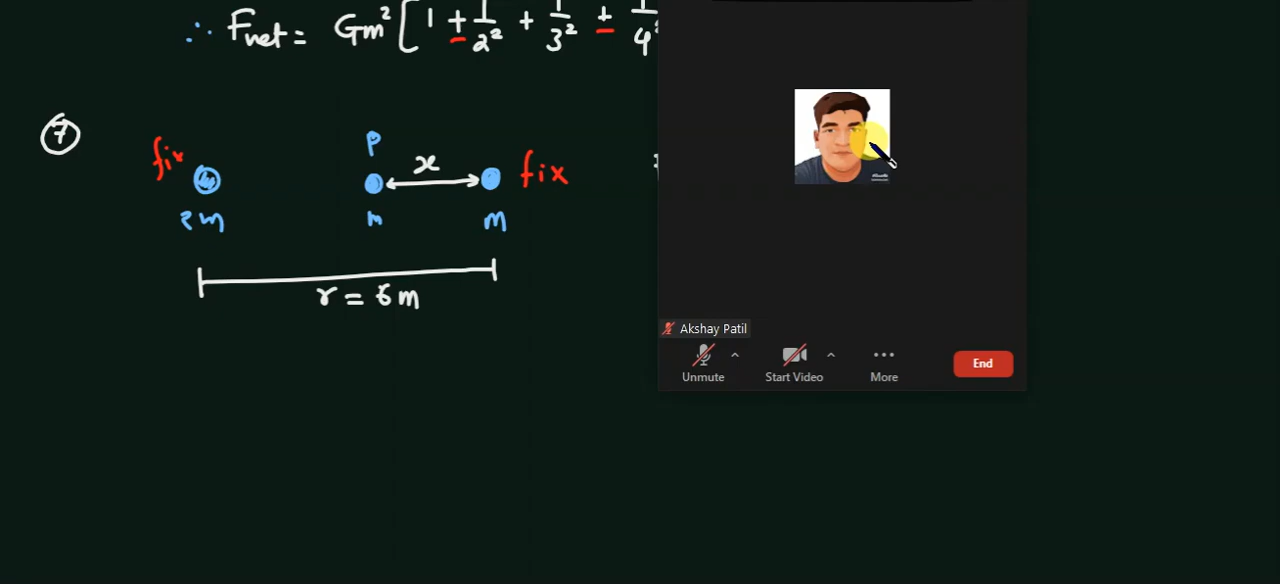 ∴ Fnet = Gm² [ 1 ± 1/2² + 1/3² ± 1/4²
7
fix
P
x
fix
2m
m
m
r = 6m
Akshay Patil
Unmute
Start Video
More
End